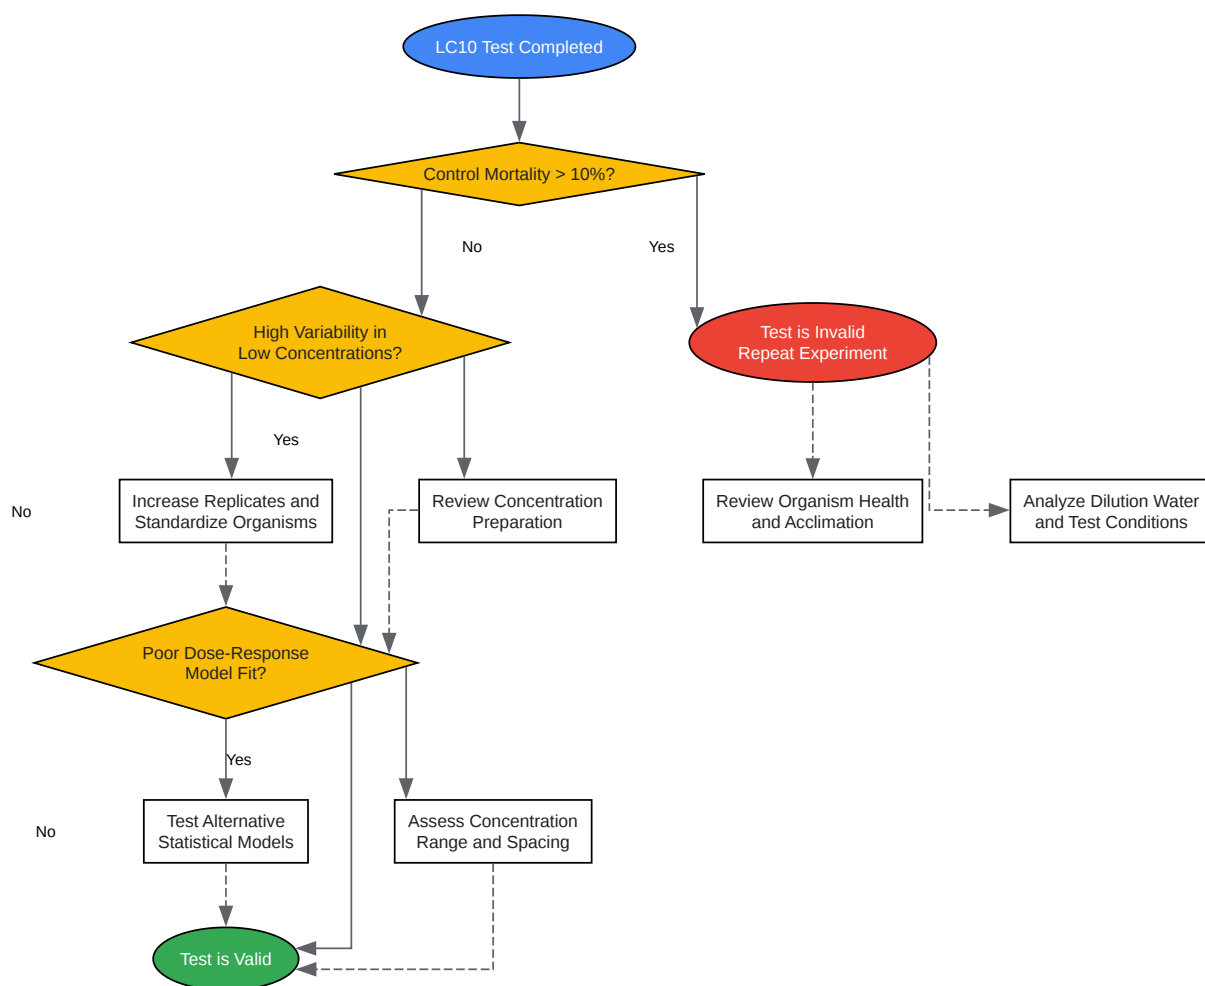 LC10 Test Completed
Control Mortality > 10%?
No
Yes
High Variability in
Low Concentrations?
Test is Invalid
Repeat Experiment
Yes
No
Increase Replicates and
Standardize Organisms
Review Concentration
Preparation
Review Organism Health
and Acclimation
Analyze Dilution Water
and Test Conditions
Poor Dose-Response
Model Fit?
Yes
No
Test Alternative
Statistical Models
Assess Concentration
Range and Spacing
Test is Valid